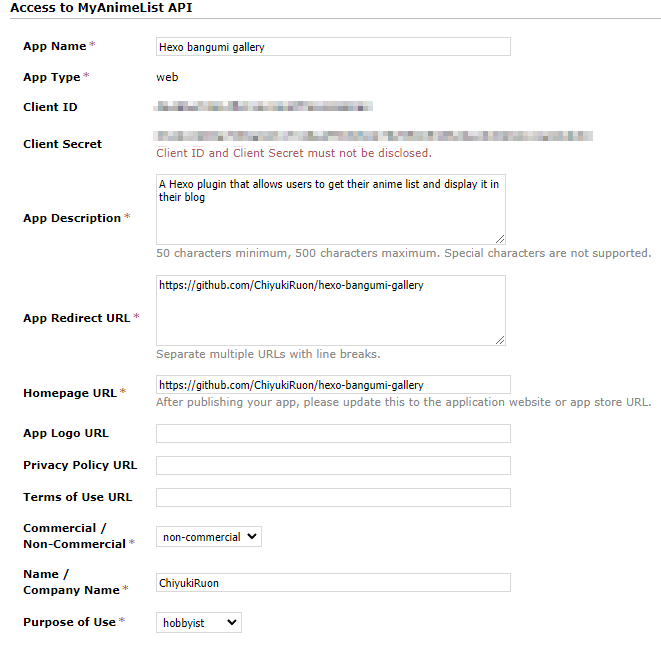 Access to MyAnimeList API
App Name *
Hexo bangumi gallery
App Type *
web
Client ID
Client Secret
Client ID and Client Secret must not be disclosed.
App Description *
A Hexo plugin that allows users to get their anime list and display it in
their blog
50 characters minimum, 500 characters maximum. Special characters are not supported.
App Redirect URL *
https://github.com/ChiyukiRuon/hexo-bangumi-gallery
Separate multiple URLs with line breaks.
Homepage URL *
https://github.com/ChiyukiRuon/hexo-bangumi-gallery
After publishing your app, please update this to the application website or app store URL.
App Logo URL
Privacy Policy URL
Terms of Use URL
Commercial /
Non-Commercial *
non-commercial
Name /
Company Name *
ChiyukiRuon
Purpose of Use *
hobbyist